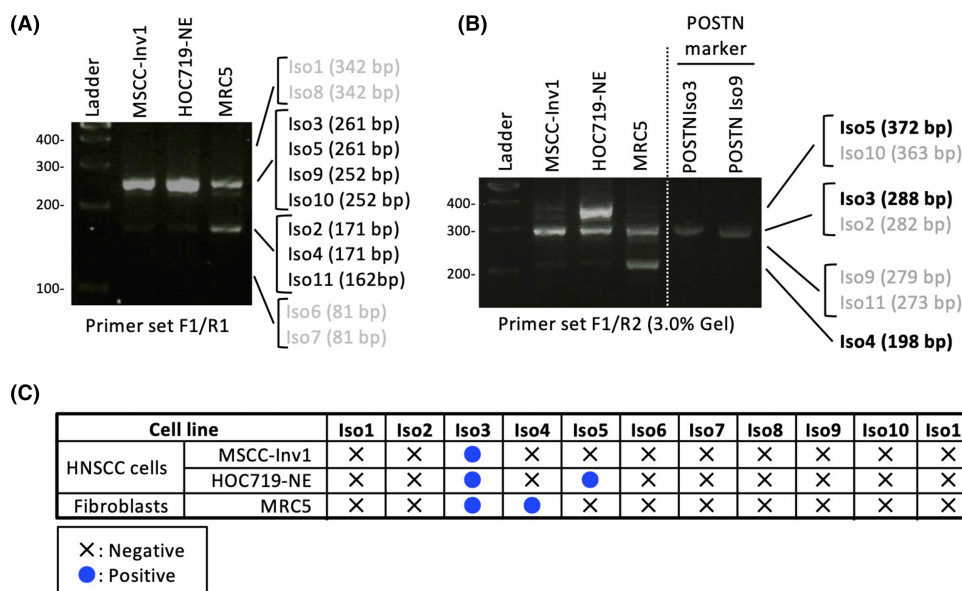 (A)
Ladder
MSCC-Inv1
HOC719-NE
MRC5
400-
300-
200-
100-
Iso1 (342 bp)
Iso8 (342 bp)
Iso3 (261 bp)
Iso5 (261 bp)
Iso9 (252 bp)
Iso10 (252 bp)
Iso2 (171 bp)
Iso4 (171 bp)
Iso11 (162bp)
Iso6 (81 bp)
Iso7 (81 bp)
Primer set F1/R1
(B)
POSTN
marker
Ladder
MSCC-Inv1
HOC719-NE
MRC5
POSTNIso3
POSTN Iso9
400-
300-
200-
Iso5 (372 bp)
Iso10 (363 bp)
Iso3 (288 bp)
Iso2 (282 bp)
Iso9 (279 bp)
Iso11 (273 bp)
Iso4 (198 bp)
Primer set F1/R2 (3.0% Gel)
(C)
Cell line Iso1 Iso2 Iso3 Iso4 Iso5 Iso6 Iso7 Iso8 Iso9 Iso10 Iso1
HNSCC cells MSCC-Inv1 × × ● × × × × × × × ×
HOC719-NE × × ● × ● × × × × × ×
Fibroblasts MRC5 × × ● ● × × × × × × ×
×: Negative
●: Positive